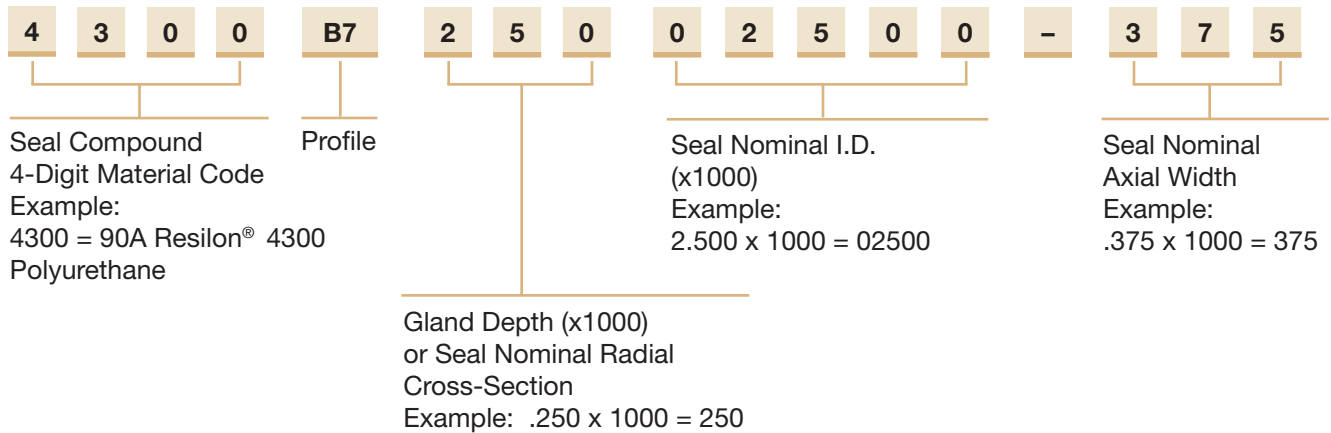 4 3 0 0 B7 2 5 0 0 2 5 0 0 – 3 7 5
Seal Compound
4-Digit Material Code
Example:
4300 = 90A Resilon® 4300
Polyurethane
Profile
Gland Depth (x1000)
or Seal Nominal Radial
Cross-Section
Example: .250 x 1000 = 250
Seal Nominal I.D.
(x1000)
Example:
2.500 x 1000 = 02500
Seal Nominal
Axial Width
Example:
.375 x 1000 = 375